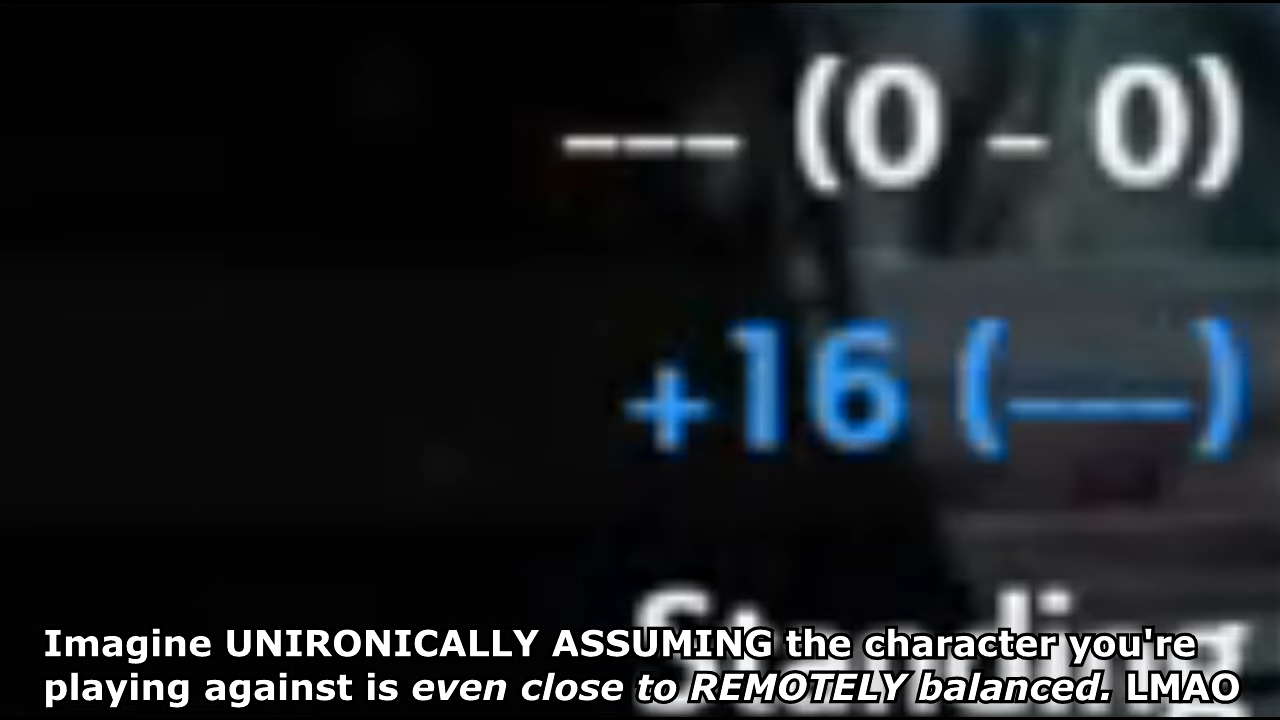 --- (0 - 0)
+16 (---)
Standing
Imagine UNIRONICALLY ASSUMING the character you're
playing against is even close to REMOTELY balanced. LMAO